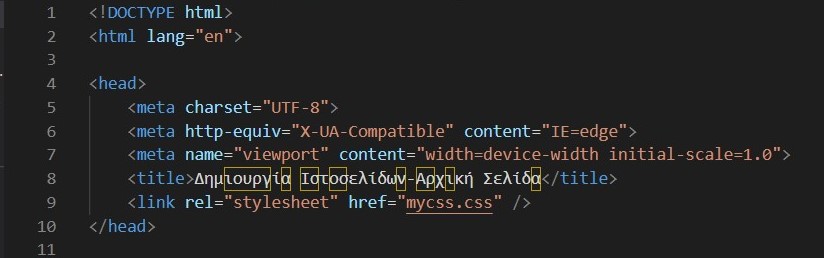 1 <!DOCTYPE html>
2 <html lang="en">
3
4 <head>
5 <meta charset="UTF-8">
6 <meta http-equiv="X-UA-Compatible" content="IE=edge">
7 <meta name="viewport" content="width=device-width initial-scale=1.0">
8 <title>Δημιουργία Ιστοσελίδων-Αρχική Σελίδα</title>
9 <link rel="stylesheet" href="mycss.css" />
10 </head>
11